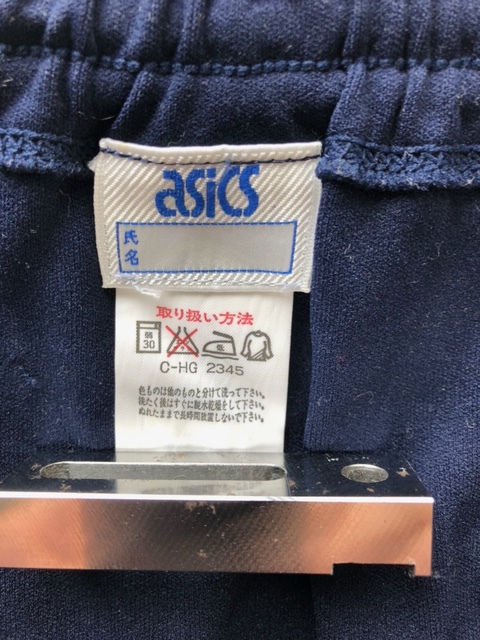 asics
氏
名
取り扱い方法
弱
30
低
C-HG 2345
色ものは他のものと分けて洗って下さい。
洗たく後はすぐに脱水乾燥をして下さい。
ぬれたままで長時間放置しないで下さい。